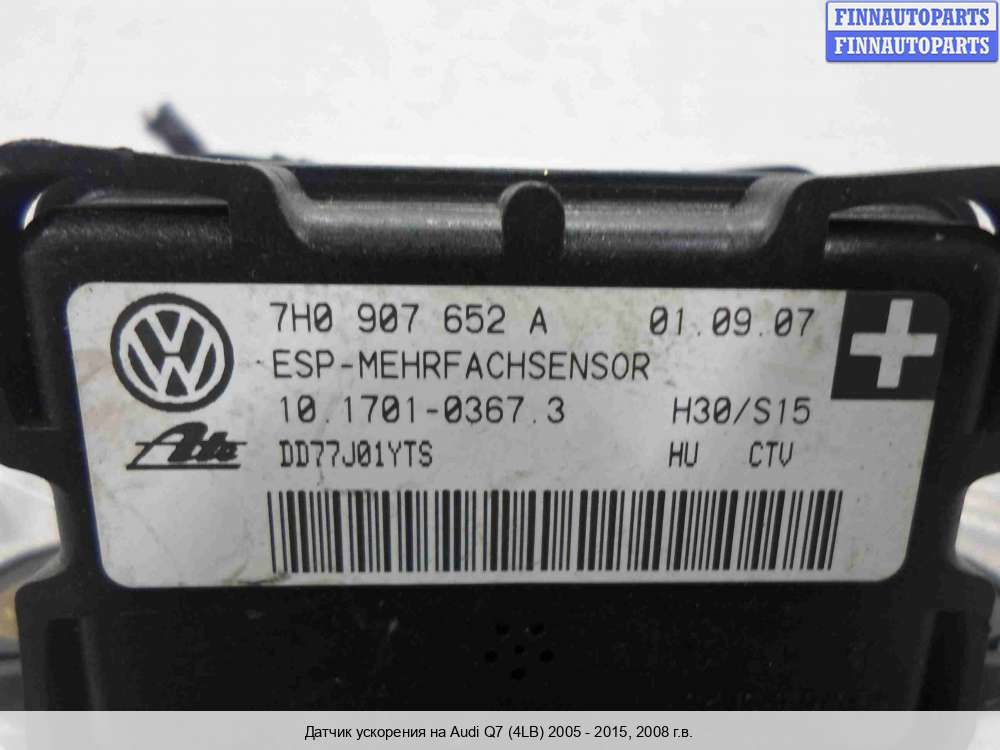 FINNAUTOPARTS
FINNAUTOPARTS
7H0 907 652 A 01.09.07
ESP-MEHRFACHSENSOR
10.1701-0367.3 H30/S15
Ate DD77J01YTS HU CTV
Датчик ускорения на Audi Q7 (4LB) 2005 - 2015, 2008 г.в.